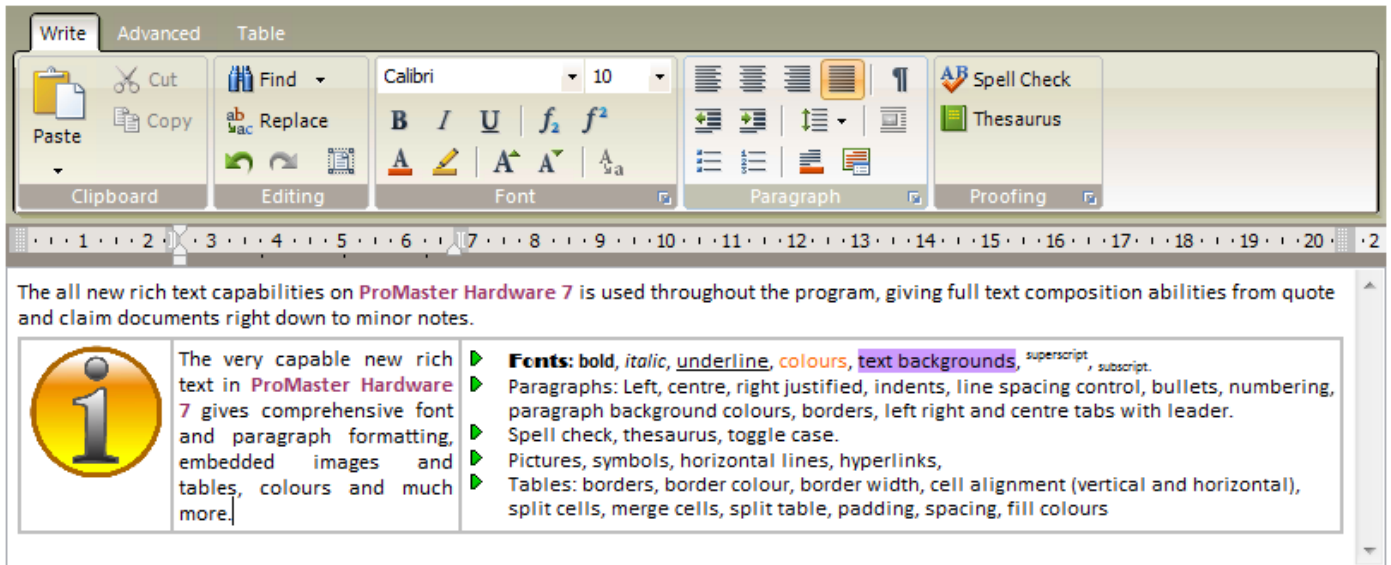 Write Advanced Table
Cut Find Calibri 10 ¶ ABC Spell Check
Copy ab ac Replace B I U f₂ f² Thesaurus
Paste
A A A A a
Clipboard Editing Font Paragraph Proofing
1 2 3 4 5 6 7 8 9 10 11 12 13 14 15 16 17 18 19 20 2
The all new rich text capabilities on ProMaster Hardware 7 is used throughout the program, giving full text composition abilities from quote
and claim documents right down to minor notes.
The very capable new rich
text in ProMaster Hardware
7 gives comprehensive font
and paragraph formatting,
embedded images and
tables, colours and much
more.
Fonts: bold, italic, underline, colours, text backgrounds, superscript, subscript.
Paragraphs: Left, centre, right justified, indents, line spacing control, bullets, numbering,
paragraph background colours, borders, left right and centre tabs with leader.
Spell check, thesaurus, toggle case.
Pictures, symbols, horizontal lines, hyperlinks,
Tables: borders, border colour, border width, cell alignment (vertical and horizontal),
split cells, merge cells, split table, padding, spacing, fill colours